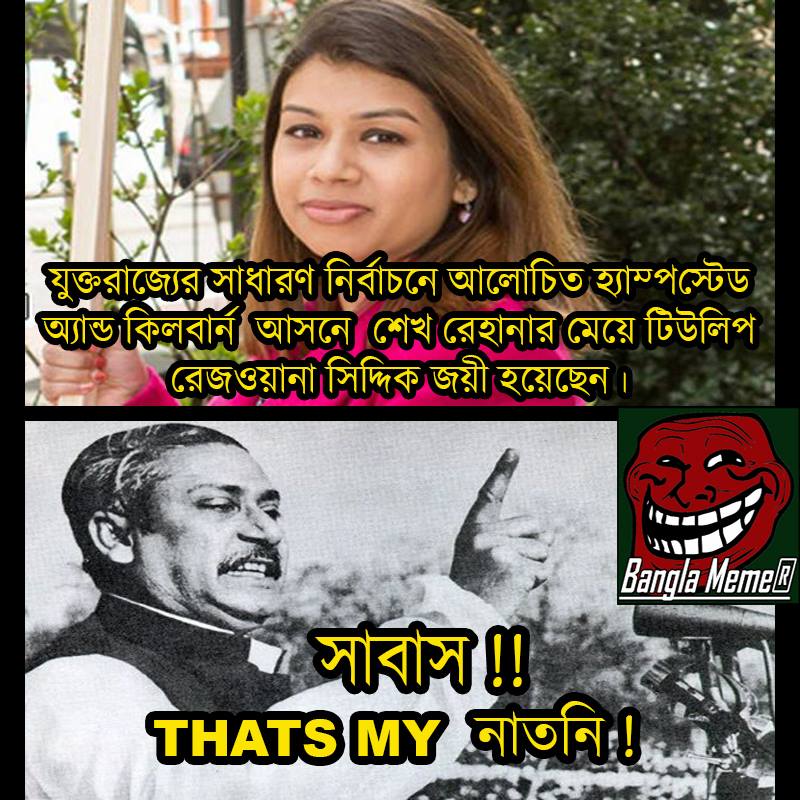 যুক্তরাজ্যের সাধারণ নির্বাচনে আলোচিত হ্যাম্পস্টেড
অ্যান্ড কিলবার্ন আসনে শেখ রেহানার মেয়ে টিউলিপ
রেজওয়ানা সিদ্দিক জয়ী হয়েছেন।
Bangla Meme®
সাবাস !!
THATS MY নাতনি !